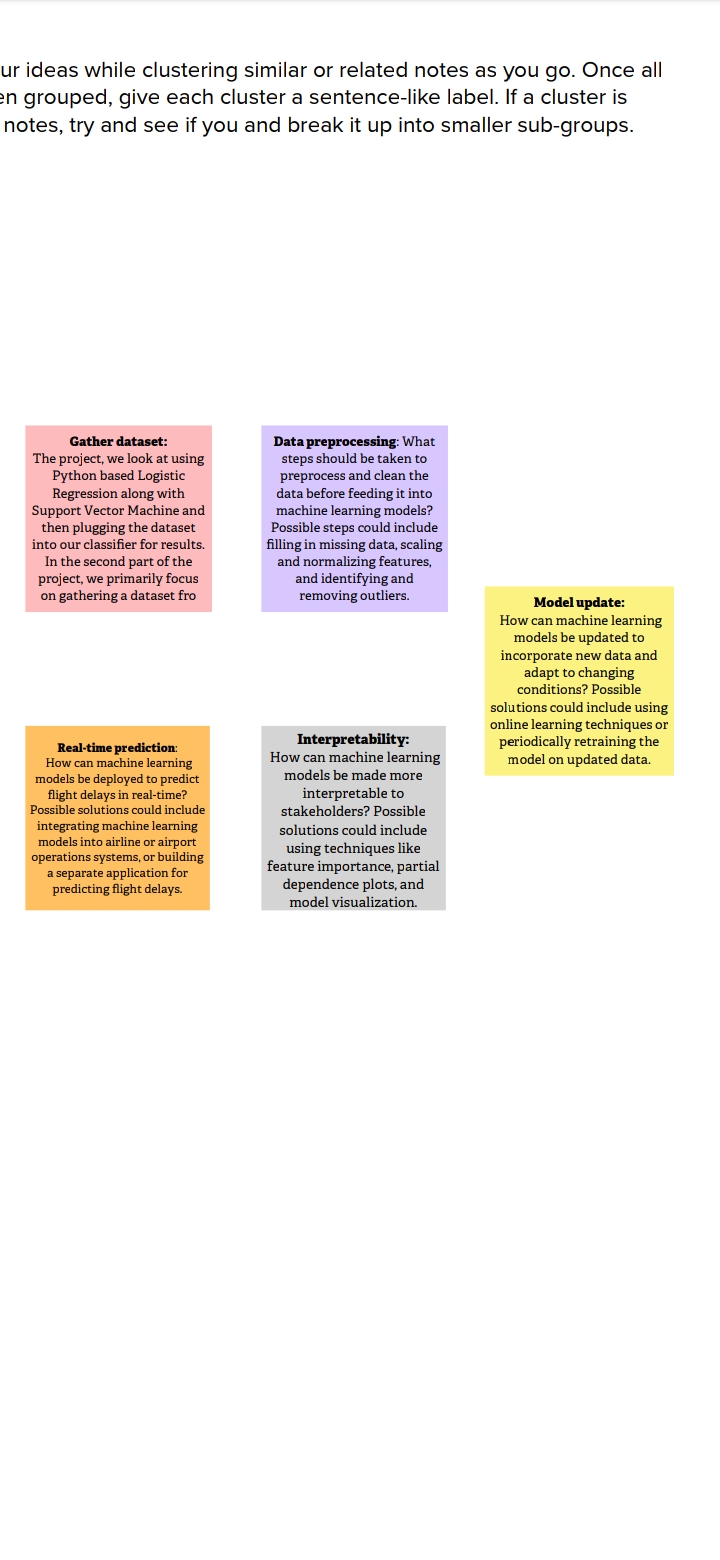 ur ideas while clustering similar or related notes as you go. Once all
en grouped, give each cluster a sentence-like label. If a cluster is
notes, try and see if you and break it up into smaller sub-groups.
Gather dataset:
The project, we look at using
Python based Logistic
Regression along with
Support Vector Machine and
then plugging the dataset
into our classifier for results.
In the second part of the
project, we primarily focus
on gathering a dataset fro
Data preprocessing: What
steps should be taken to
preprocess and clean the
data before feeding it into
machine learning models?
Possible steps could include
filling in missing data, scaling
and normalizing features,
and identifying and
removing outliers.
Model update:
How can machine learning
models be updated to
incorporate new data and
adapt to changing
conditions? Possible
solutions could include using
online learning techniques or
periodically retraining the
model on updated data.
Real-time prediction:
How can machine learning
models be deployed to predict
flight delays in real-time?
Possible solutions could include
integrating machine learning
models into airline or airport
operations systems, or building
a separate application for
predicting flight delays.
Interpretability:
How can machine learning
models be made more
interpretable to
stakeholders? Possible
solutions could include
using techniques like
feature importance, partial
dependence plots, and
model visualization.